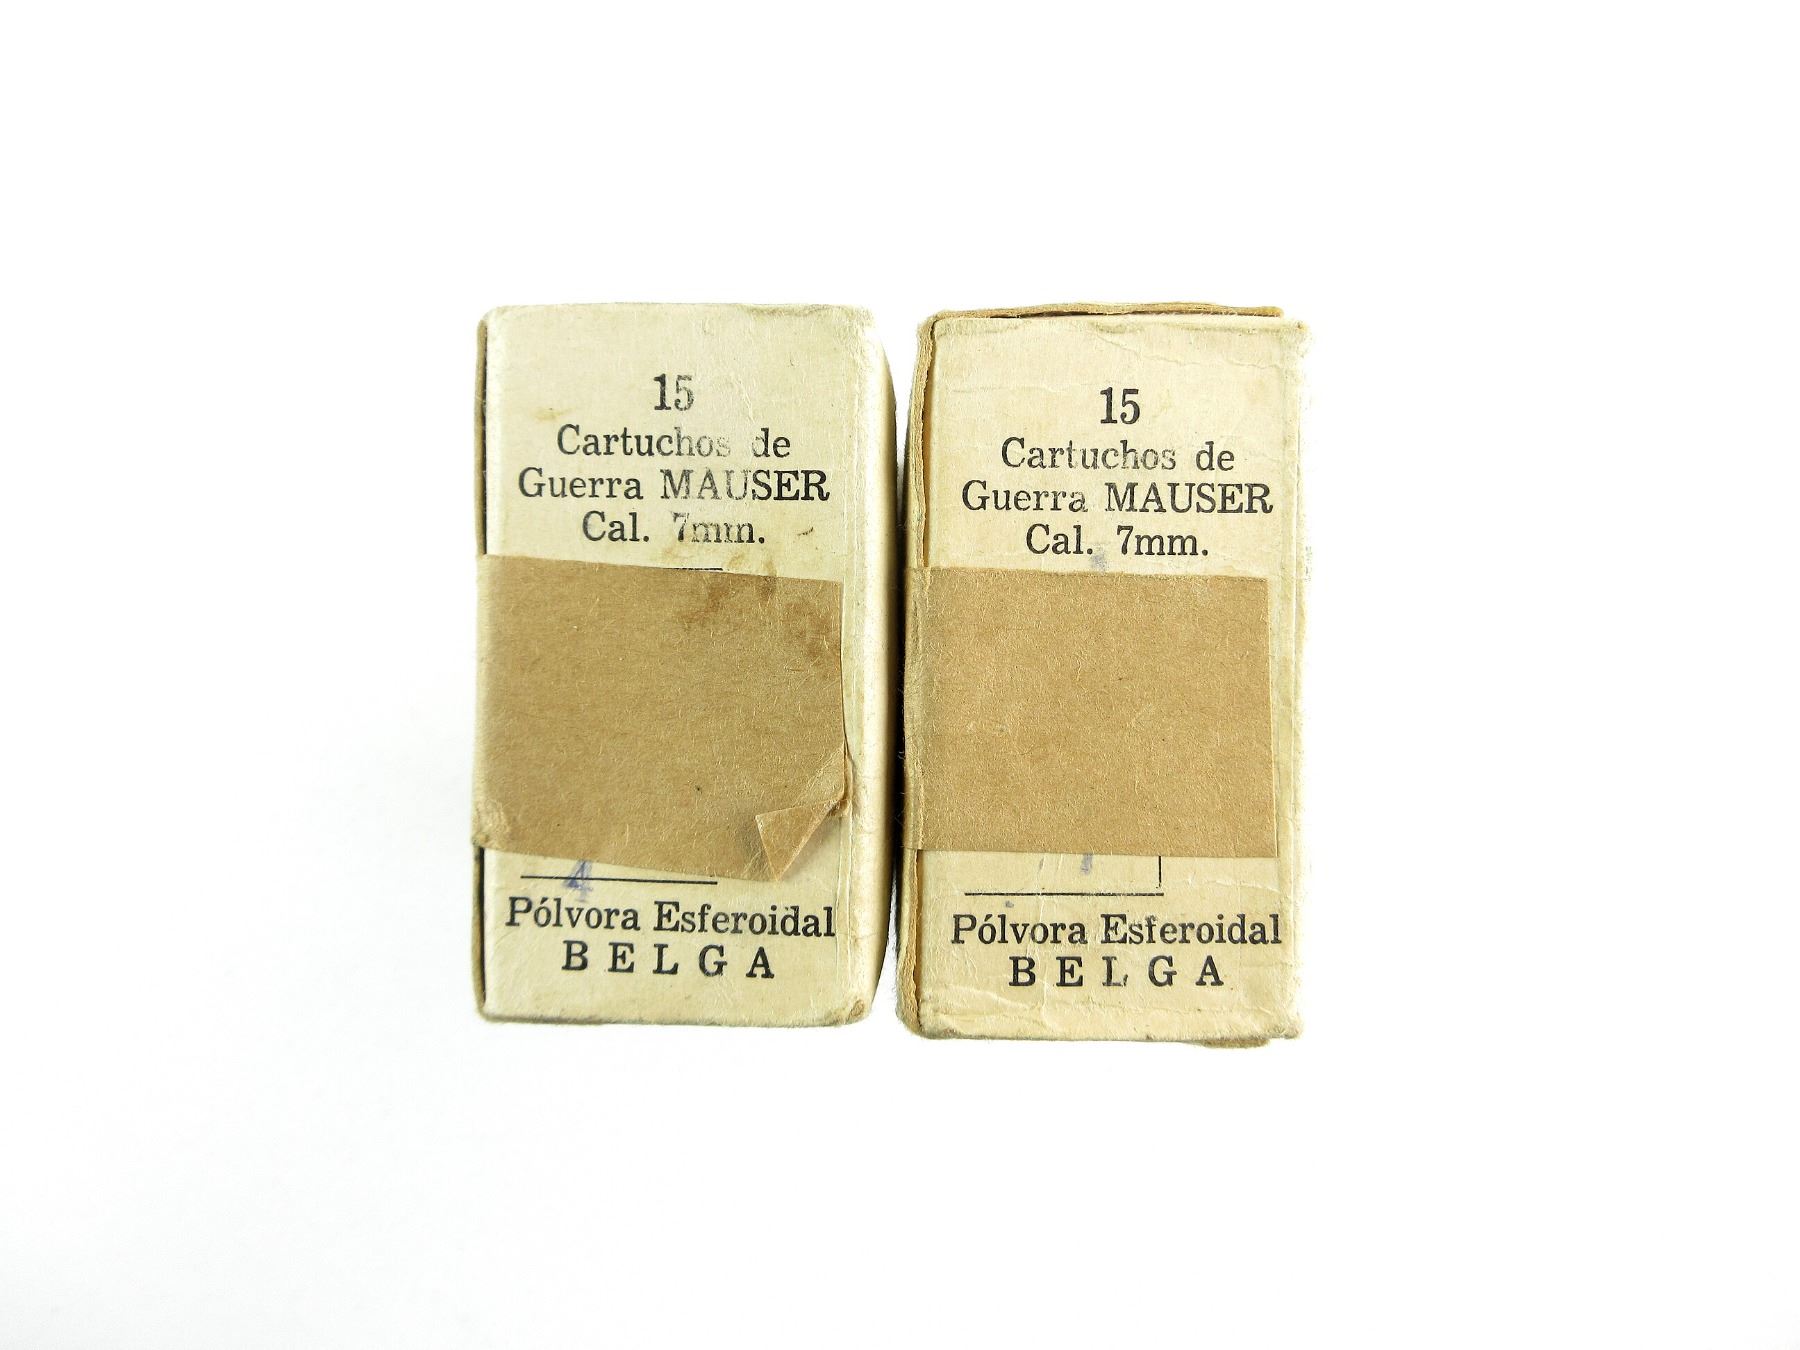 15
Cartuchos de
Guerra MAUSER
Cal. 7mm.
4
Pólvora Esferoidal
BELGA
15
Cartuchos de
Guerra MAUSER
Cal. 7mm.
Pólvora Esferoidal
BELGA